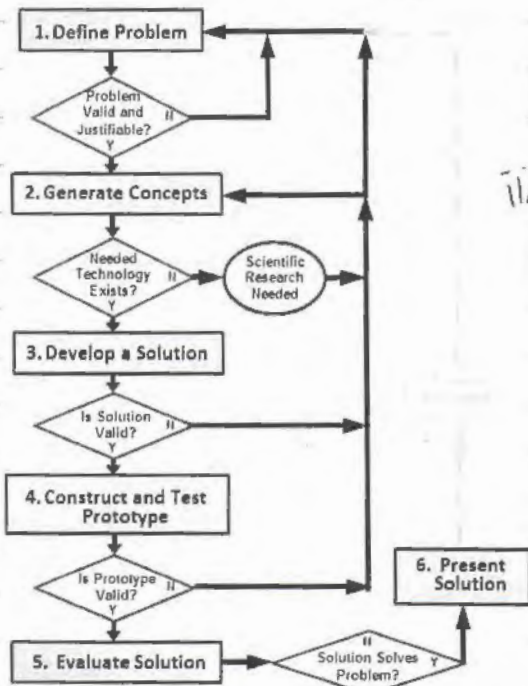 1. Define Problem
Problem
Valid and
Justifiable?
N
Y
2. Generate Concepts
Needed
Technology
Exists?
N
Y
Scientific
Research
Needed
3. Develop a Solution
Is Solution
Valid?
N
Y
4. Construct and Test
Prototype
Is Prototype
Valid?
N
Y
5. Evaluate Solution
N
Solution Solves
Problem?
Y
6. Present
Solution